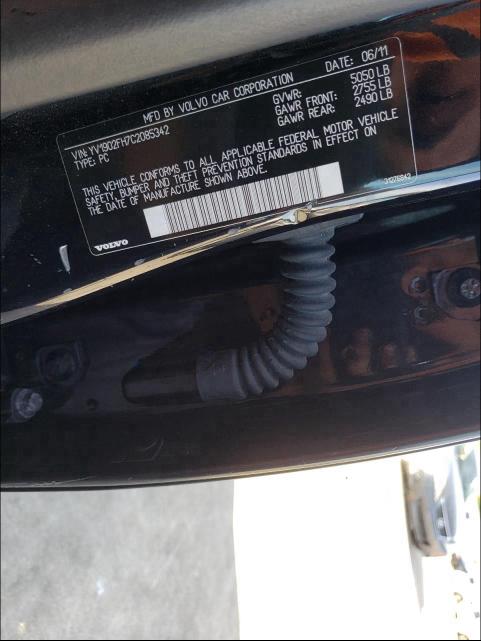 MFD BY VOLVO CAR CORPORATION DATE: 06/11
VIN: YV1902FH7C2085342
TYPE: PC
GVWR: 5050 LB
GAWR FRONT: 2755 LB
GAWR REAR: 2490 LB
THIS VEHICLE CONFORMS TO ALL APPLICABLE FEDERAL MOTOR VEHICLE
SAFETY, BUMPER AND THEFT PREVENTION STANDARDS IN EFFECT ON
THE DATE OF MANUFACTURE SHOWN ABOVE.
VOLVO